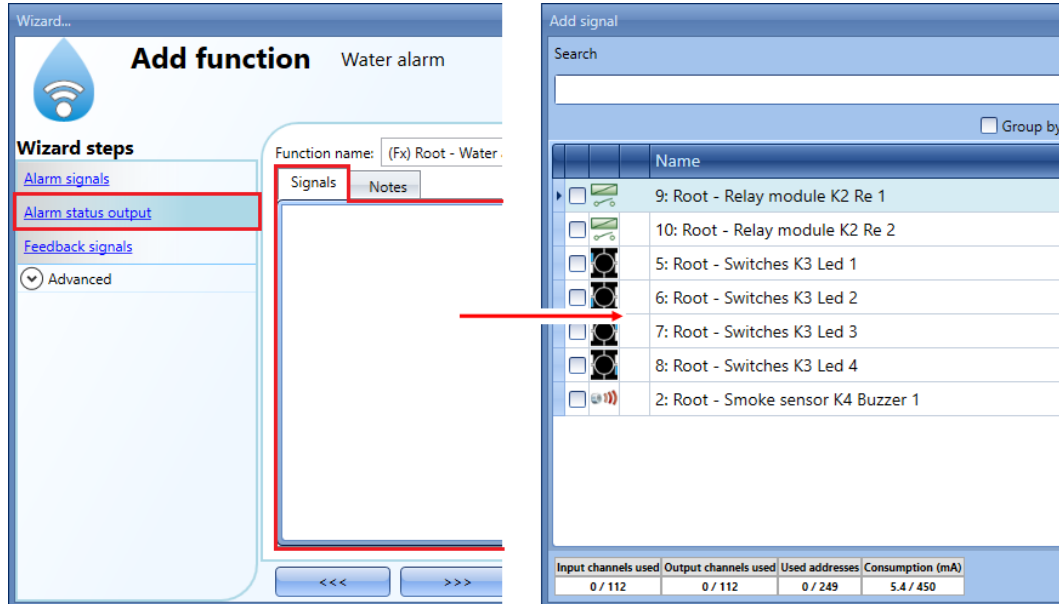 Wizard...
Add function Water alarm
Wizard steps
Alarm signals
Alarm status output
Feedback signals
Advanced
Function name: (Fx) Root - Water
Signals
Notes
<<<
>>>
Add signal
Search
Group by
Name
9: Root - Relay module K2 Re 1
10: Root - Relay module K2 Re 2
5: Root - Switches K3 Led 1
6: Root - Switches K3 Led 2
7: Root - Switches K3 Led 3
8: Root - Switches K3 Led 4
2: Root - Smoke sensor K4 Buzzer 1
Input channels used Output channels used Used addresses Consumption (mA)
0 / 112 0 / 112 0 / 249 5.4 / 450